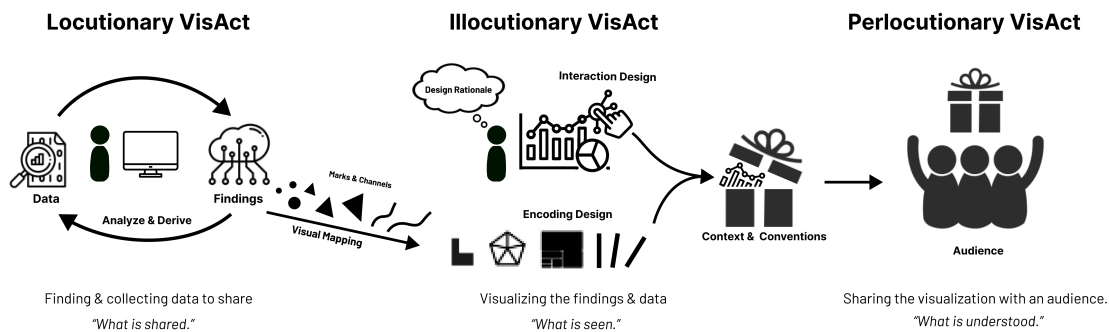 Locutionary VisAct
Illocutionary VisAct
Perlocutionary VisAct
Data
Findings
Analyze & Derive
Marks & Channels
Visual Mapping
Design Rationale
Interaction Design
Encoding Design
Context & Conventions
Audience
Finding & collecting data to share
“What is shared.”
Visualizing the findings & data
“What is seen.”
Sharing the visualization with an audience.
“What is understood.”